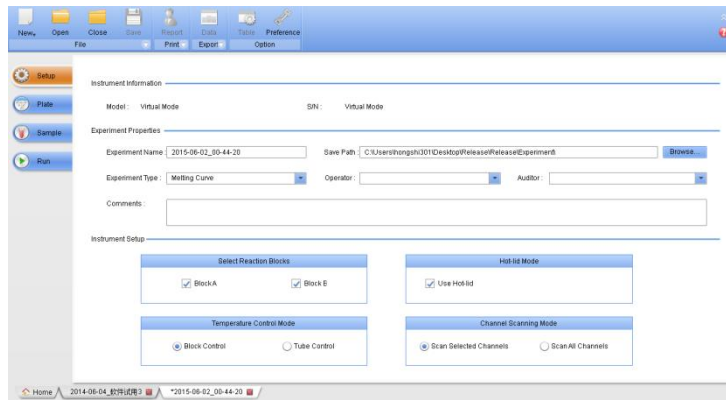 New Open Close Save Report Data Table Preference
File Print Export Option
Setup
Plate
Sample
Run
Instrument Information
Model : Virtual Mode S/N : Virtual Mode
Experiment Properties
Experiment Name : 2015-06-02_00-44-20 Save Path : C:\Users\hongshi301\Desktop\Release\Release\Experiment\ Browse...
Experiment Type : Melting Curve Operator : Auditor :
Comments :
Instrument Setup
Select Reaction Blocks Hot-lid Mode
Block A Block B Use Hot-lid
Temperature Control Mode Channel Scanning Mode
Block Control Tube Control Scan Selected Channels Scan All Channels
Home 2014-06-04_软件试用3 *2015-06-02_00-44-20